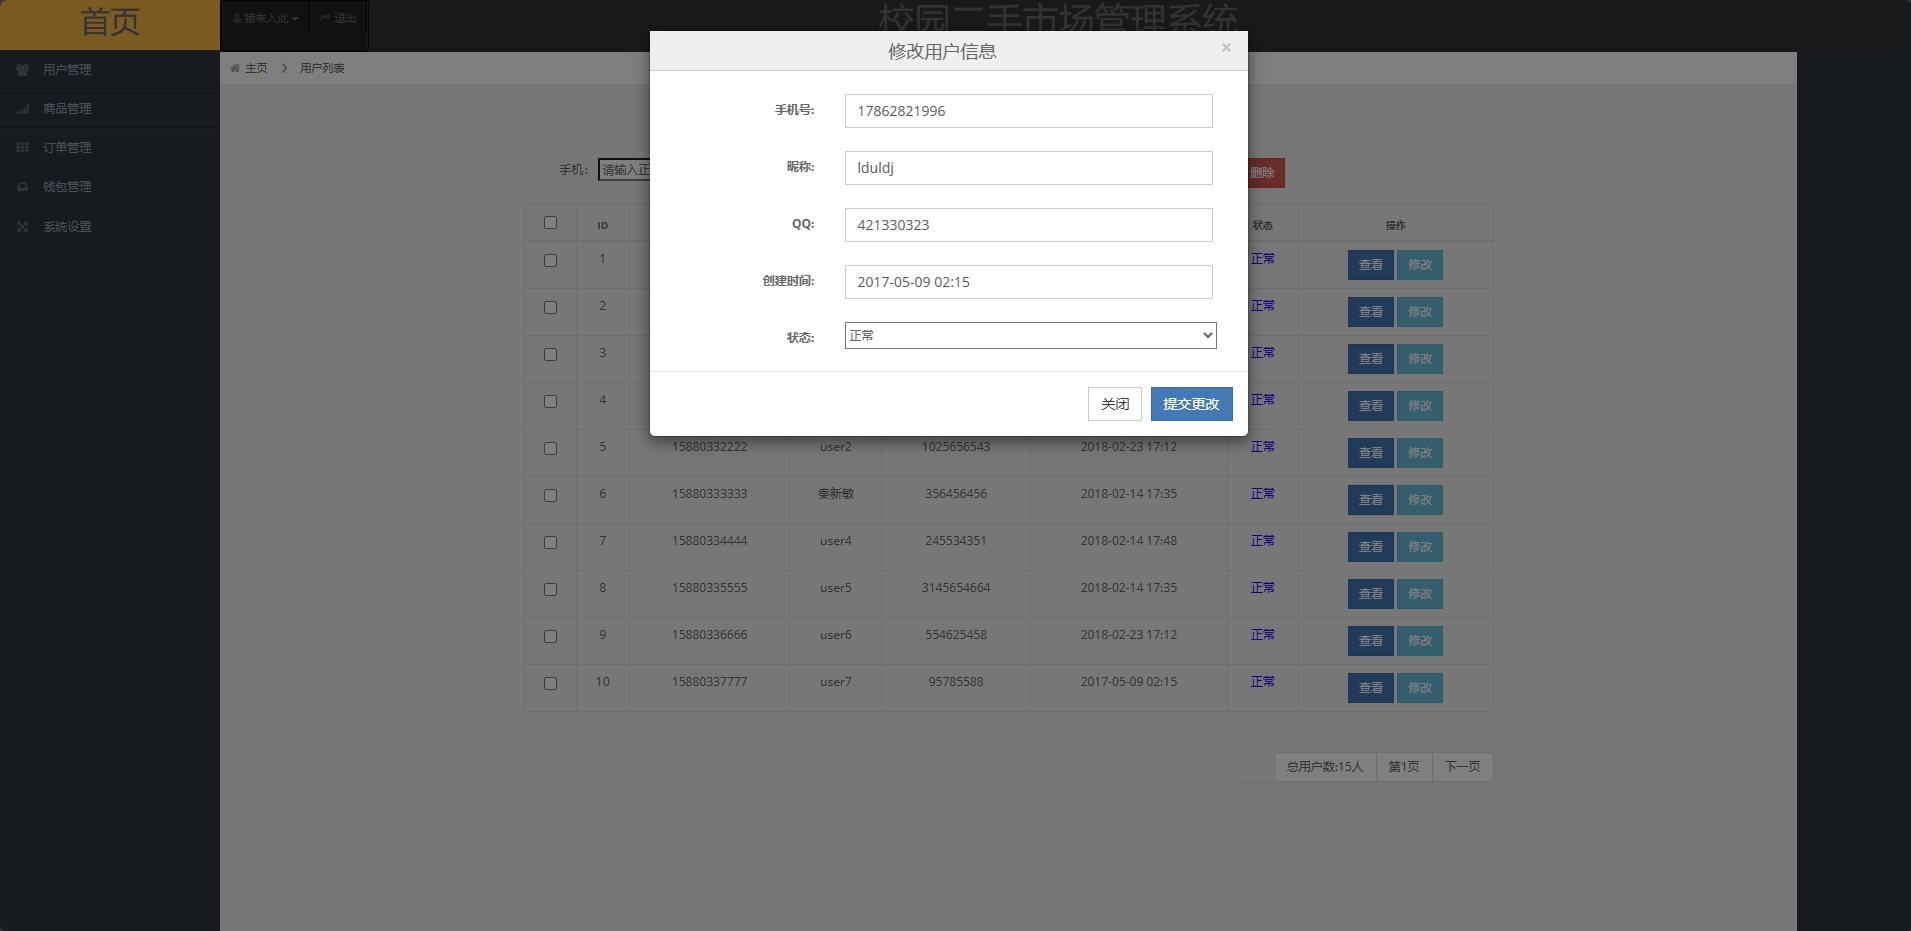 首页
猿来入此
退出
校园二手市场管理系统
用户管理
商品管理
订单管理
钱包管理
系统设置
主页 > 用户列表
修改用户信息 ×
手机号: 17862821996
昵称: lduldj
QQ: 421330323
创建时间: 2017-05-09 02:15
状态: 正常
关闭 提交更改
手机: 请输入正
删除
ID 状态 操作
1 正常 查看 修改
2 正常 查看 修改
3 正常 查看 修改
4 正常 查看 修改
5 15880332222 user2 1025656543 2018-02-23 17:12 正常 查看 修改
6 15880333333 秦新敏 356456456 2018-02-14 17:35 正常 查看 修改
7 15880334444 user4 245534351 2018-02-14 17:48 正常 查看 修改
8 15880335555 user5 3145654664 2018-02-14 17:35 正常 查看 修改
9 15880336666 user6 554625458 2018-02-23 17:12 正常 查看 修改
10 15880337777 user7 95785588 2017-05-09 02:15 正常 查看 修改
总用户数:15人 第1页 下一页